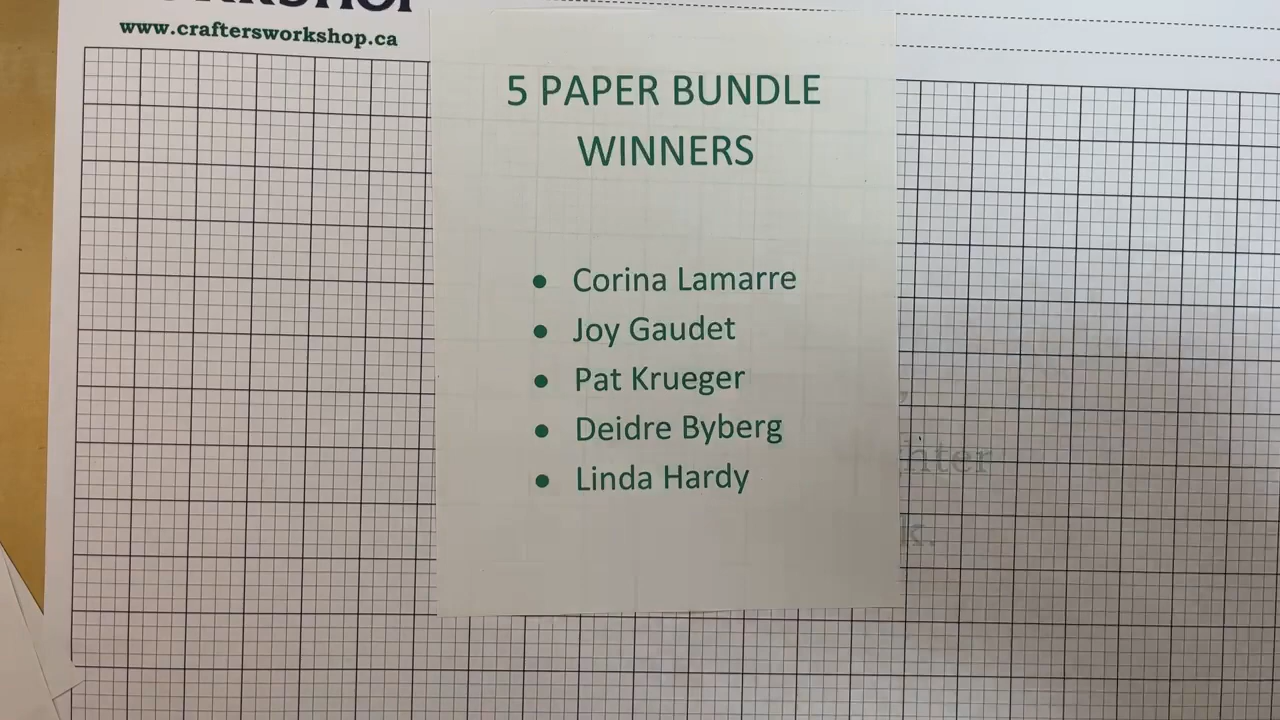 www.craftersworkshop.ca
5 PAPER BUNDLE
WINNERS
• Corina Lamarre
• Joy Gaudet
• Pat Krueger
• Deidre Byberg
• Linda Hardy